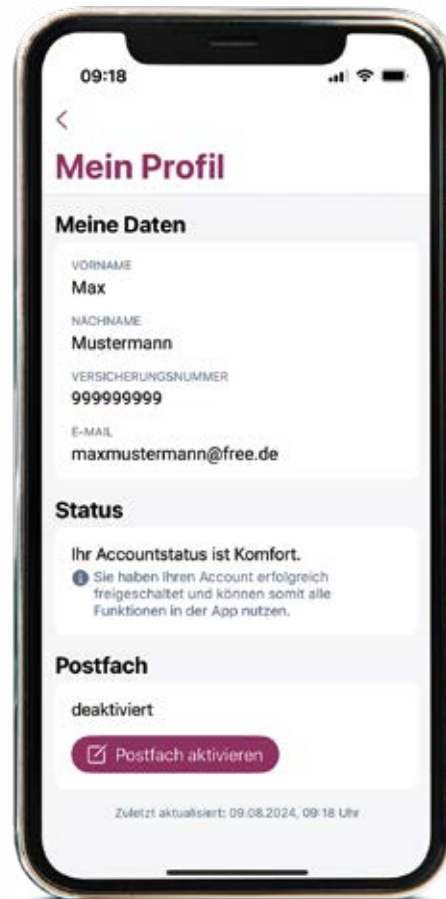 09:18
Mein Profil
Meine Daten
VORNAME
Max
NACHNAME
Mustermann
VERSICHERUNGSNUMMER
999999999
E-MAIL
maxmustermann@free.de
Status
Ihr Accountstatus ist Komfort.
Sie haben Ihren Account erfolgreich
freigeschaltet und können somit alle
Funktionen in der App nutzen.
Postfach
deaktiviert
Postfach aktivieren
Zuletzt aktualisiert: 09.08.2024, 09:18 Uhr